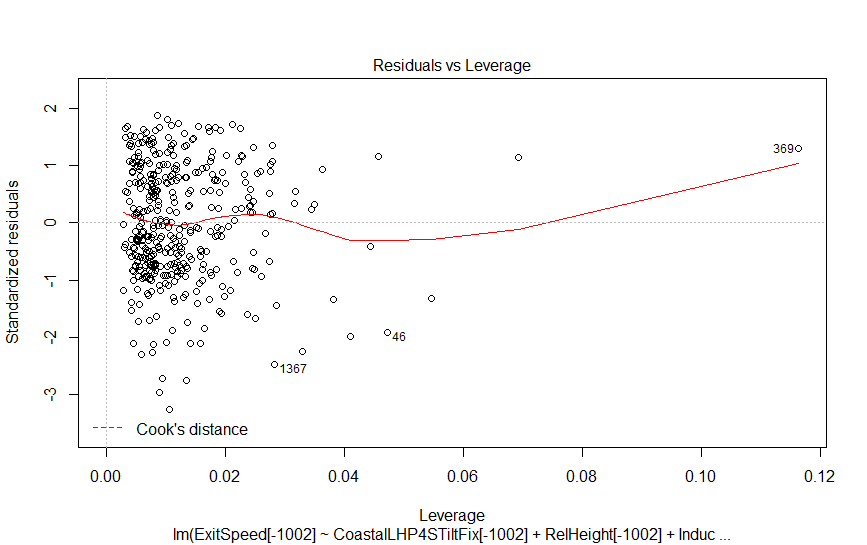 Residuals vs Leverage
Standardized residuals
2
1
0
-1
-2
-3
369
46
1367
Cook's distance
0.00 0.02 0.04 0.06 0.08 0.10 0.12
Leverage
lm(ExitSpeed[-1002] ~ CoastalLHP4STiltFix[-1002] + RelHeight[-1002] + Induc ...